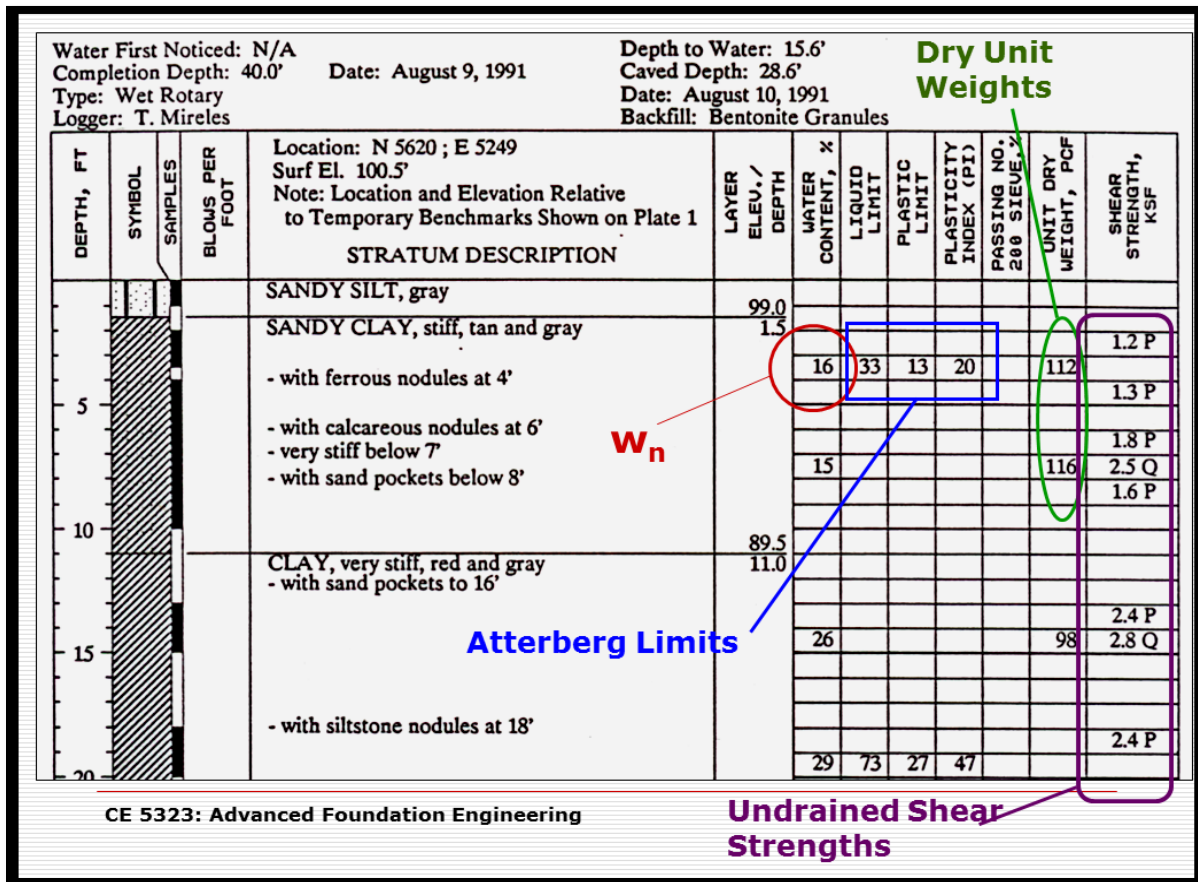 Water First Noticed: N/A
Completion Depth: 40.0' Date: August 9, 1991
Type: Wet Rotary
Logger: T. Mireles
Depth to Water: 15.6'
Caved Depth: 28.6'
Date: August 10, 1991
Backfill: Bentonite Granules
Dry Unit
Weights
DEPTH, FT
SYMBOL
SAMPLES
BLOWS PER
FOOT
Location: N 5620 ; E 5249
Surf El. 100.5'
Note: Location and Elevation Relative
to Temporary Benchmarks Shown on Plate 1
STRATUM DESCRIPTION
LAYER
ELEV./
DEPTH
WATER
CONTENT, %
LIQUID
LIMIT
PLASTIC
LIMIT
PLASTICITY
INDEX (PI)
PASSING NO.
200 SIEVE,%
UNIT DRY
WEIGHT, PCF
SHEAR
STRENGTH,
KSF
SANDY SILT, gray
99.0
SANDY CLAY, stiff, tan and gray 1.5
1.2 P
16 33 13 20 112
- with ferrous nodules at 4'
1.3 P
5
- with calcareous nodules at 6'
1.8 P
- very stiff below 7'
wn
15 116 2.5 Q
- with sand pockets below 8'
1.6 P
10
89.5
CLAY, very stiff, red and gray 11.0
- with sand pockets to 16'
2.4 P
Atterberg Limits
26 98 2.8 Q
15
- with siltstone nodules at 18'
2.4 P
29 73 27 47
20
CE 5323: Advanced Foundation Engineering
Undrained Shear
Strengths